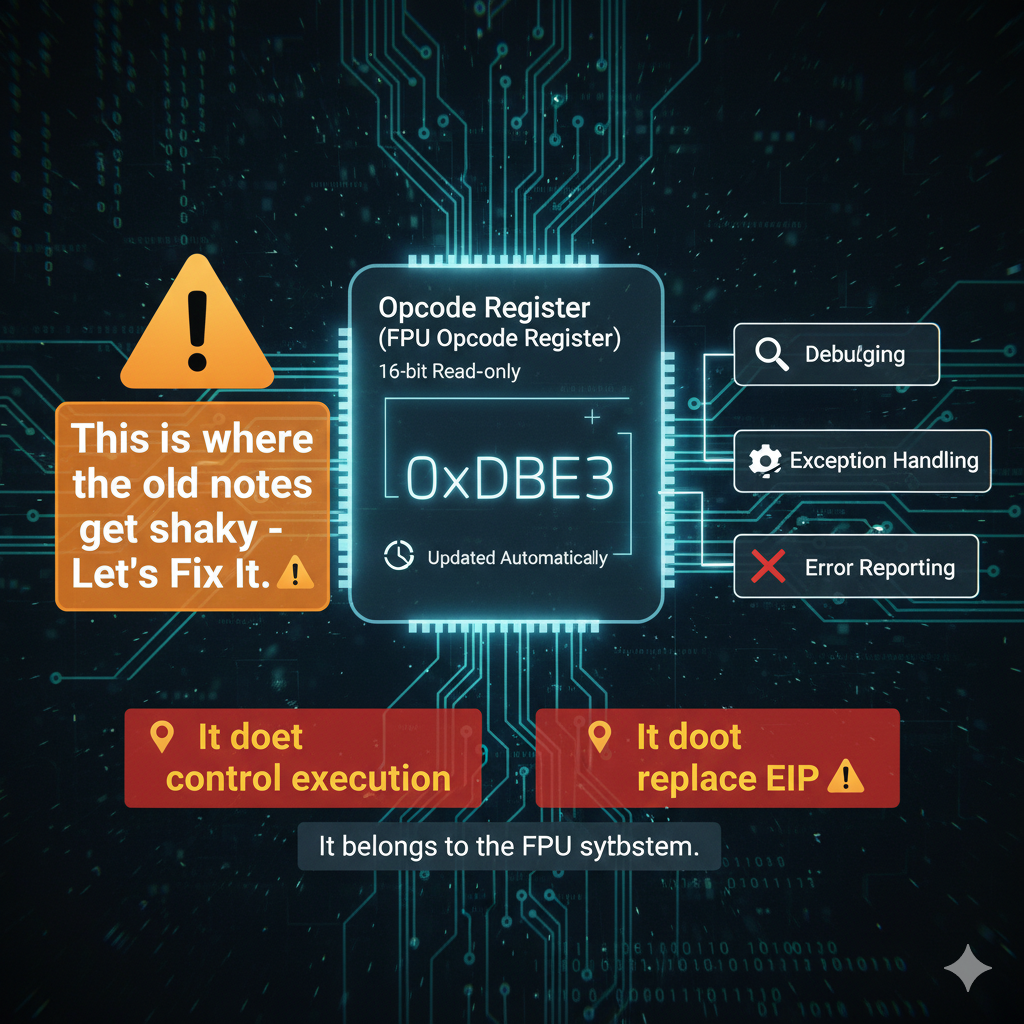 Opcode Register
(FPU Opcode Register)
16-bit Read-only
0xDBE3
Updated Automatically
This is where
the old notes
get shaky -
Let's Fix It.
Debulging
Exception Handling
Error Reporting
It doet
control execution
It doot
replace EIP
It belongs to the FPU sytbstem.